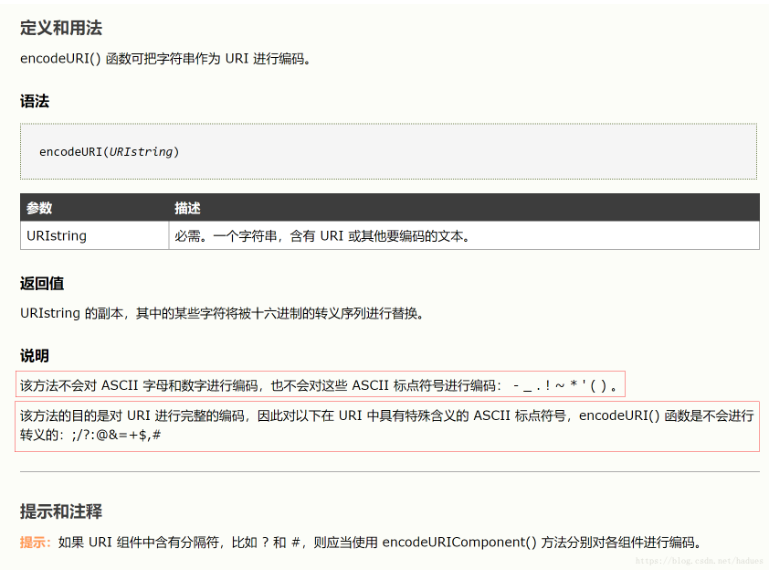 定义和用法
encodeURI() 函数可把字符串作为 URI 进行编码。
语法
encodeURI(URIstring)
参数 描述
URIstring 必需。一个字符串，含有 URI 或其他要编码的文本。
返回值
URIstring 的副本，其中的某些字符将被十六进制的转义序列进行替换。
说明
该方法不会对 ASCII 字母和数字进行编码，也不会对这些 ASCII 标点符号进行编码： - _ . ! ~ * ' ( ) 。
该方法的目的是对 URI 进行完整的编码，因此对以下在 URI 中具有特殊含义的 ASCII 标点符号，encodeURI() 函数是不会进行
转义的：;/?:@&=+$,#
提示和注释
提示：如果 URI 组件中含有分隔符，比如 ? 和 #，则应当使用 encodeURIComponent() 方法分别对各组件进行编码。